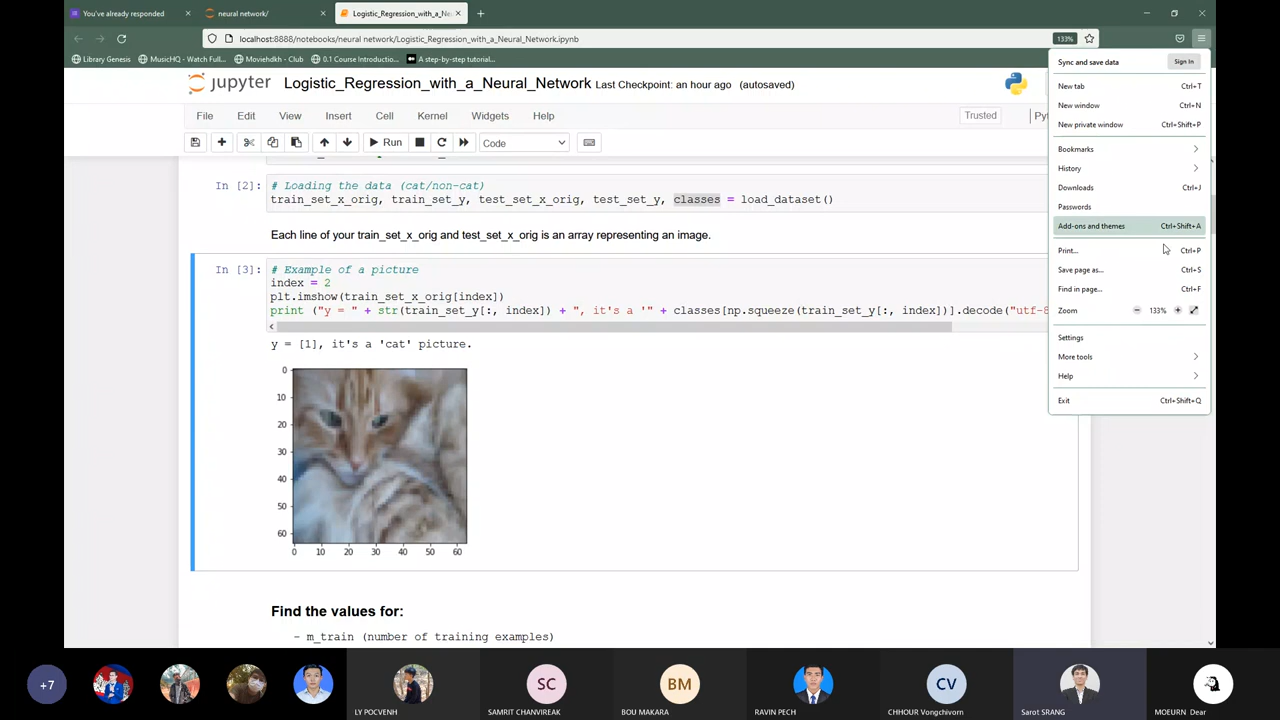 You've already responded
neural network/
Logistic_Regression_with_a_Ne
localhost:8888/notebooks/neural network/Logistic_Regression_with_a_Neural_Network.ipynb
133%
Library Genesis
MusicHQ - Watch Full...
Moviehdkh - Club
0.1 Course Introductio...
A step-by-step tutorial...
jupyter
Logistic_Regression_with_a_Neural_Network Last Checkpoint: an hour ago (autosaved)
File Edit View Insert Cell Kernel Widgets Help
Trusted
Py
Run
Code
In [2]: # Loading the data (cat/non-cat)
train_set_x_orig, train_set_y, test_set_x_orig, test_set_y, classes = load_dataset()
Each line of your train_set_x_orig and test_set_x_orig is an array representing an image.
In [3]: # Example of a picture
index = 2
plt.imshow(train_set_x_orig[index])
print ("y = " + str(train_set_y[:, index]) + ", it's a '" + classes[np.squeeze(train_set_y[:, index])].decode("utf-8
y = [1], it's a 'cat' picture.
0
10
20
30
40
50
60
0 10 20 30 40 50 60
Find the values for:
- m_train (number of training examples)
Sync and save data
Sign In
New tab Ctrl+T
New window Ctrl+N
New private window Ctrl+Shift+P
Bookmarks
History
Downloads Ctrl+J
Passwords
Add-ons and themes Ctrl+Shift+A
Print... Ctrl+P
Save page as... Ctrl+S
Find in page... Ctrl+F
Zoom 133%
Settings
More tools
Help
Exit Ctrl+Shift+Q
+7
SC
BM
CV
LY POCVENH
SAMRIT CHANVIREAK
BOU MAKARA
RAVIN PECH
CHHOUR Vongchivorn
Sarot SRANG
MOEURN Dear